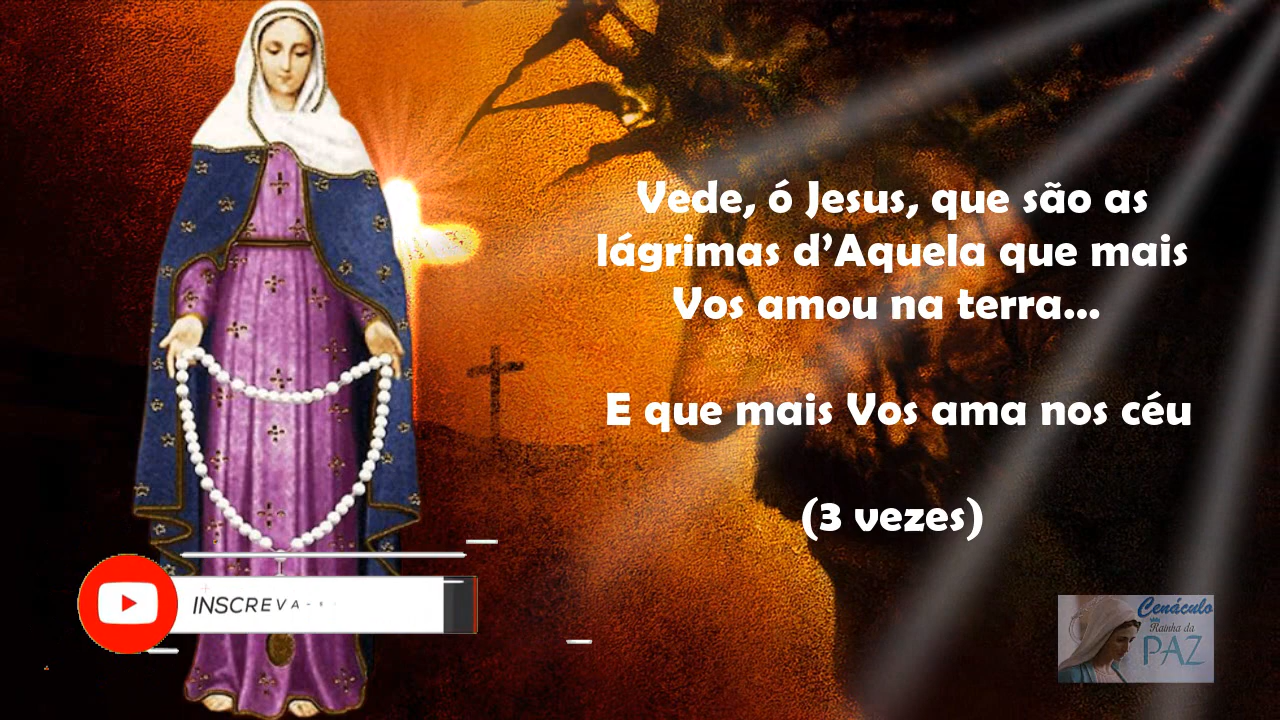 Vede, ó Jesus, que são as
lágrimas d’Aquela que mais
Vos amou na terra...
E que mais Vos ama nos céu
(3 vezes)
INSCREVA-
Cenáculo
Rainha da
PAZ